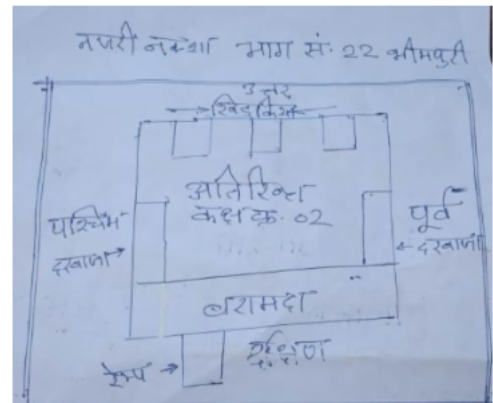 नजरी नक्शा भाग सं. 22 भीमपुरी
उत्तर
खिड़कियां
अतिरिक्त
कक्ष क्र. 02
पश्चिम
दरवाजा
पूर्व
दरवाजा
बरामदा
रैम्प
दक्षिण